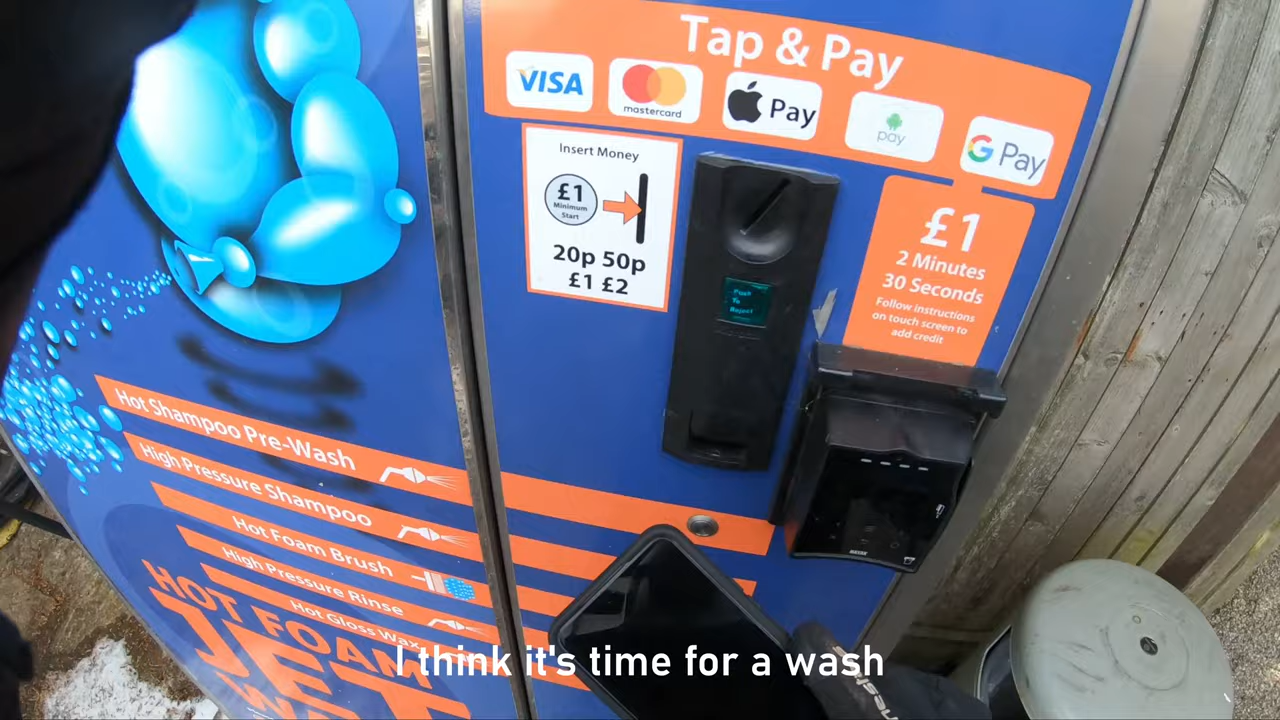 Tap & Pay
VISA
mastercard
Pay
pay
G Pay
Insert Money
£1
Minimum
Start
20p 50p
£1 £2
Push
To
Reject
£1
2 Minutes
30 Seconds
Follow instructions
on touch screen to
add credit
Hot Shampoo Pre-Wash
High Pressure Shampoo
Hot Foam Brush
High Pressure Rinse
Hot Gloss Wax
HOT FOAM
JET
I think it's time for a wash